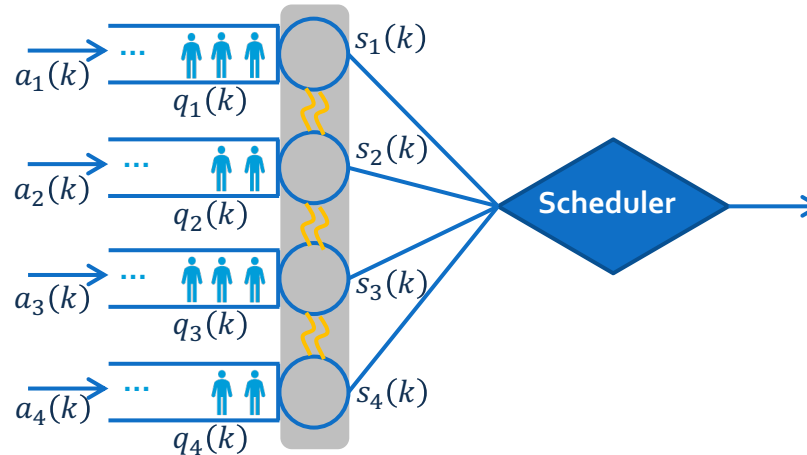 s₁(k)
...
a₁(k)
q₁(k)
s₂(k)
...
a₂(k)
q₂(k)
Scheduler
...
a₃(k)
s₃(k)
q₃(k)
...
a₄(k)
s₄(k)
q₄(k)